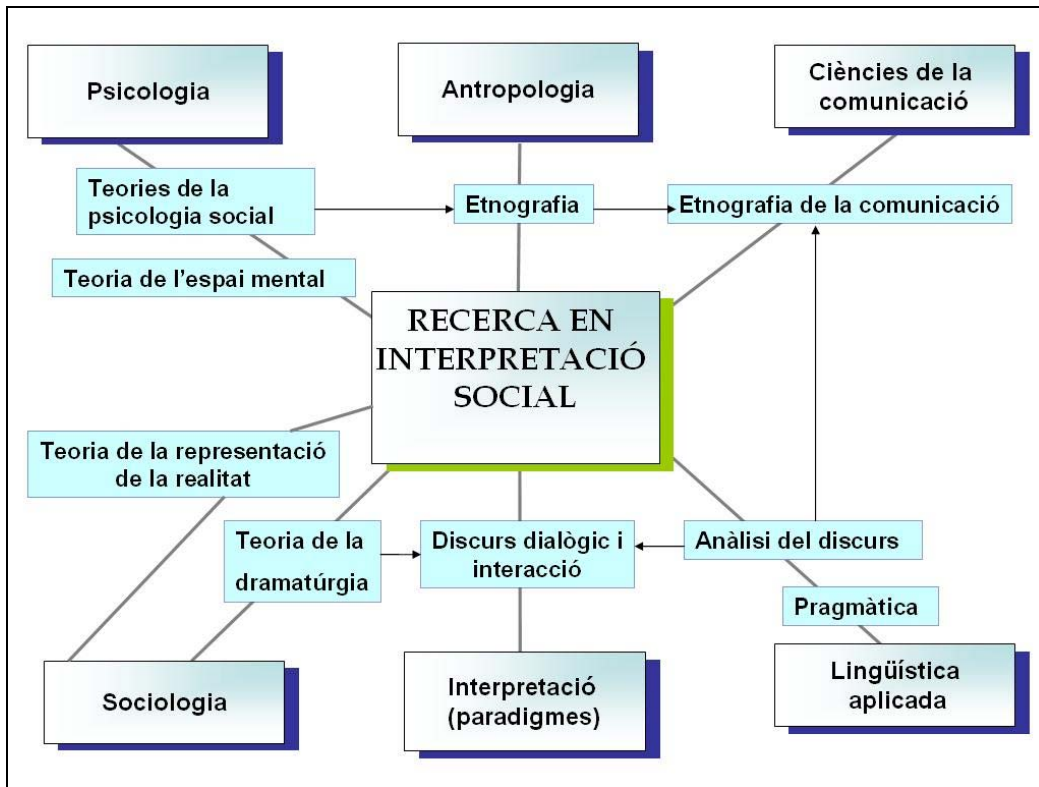 Psicologia
Antropologia
Ciències de la
comunicació
Teories de la
psicologia social
Etnografia
Etnografia de la comunicació
Teoria de l'espai mental
RECERCA EN
INTERPRETACIÓ
SOCIAL
Teoria de la representació
de la realitat
Teoria de la
dramatúrgia
Discurs dialògic i
interacció
Anàlisi del discurs
Pragmàtica
Sociologia
Interpretació
(paradigmes)
Lingüística
aplicada